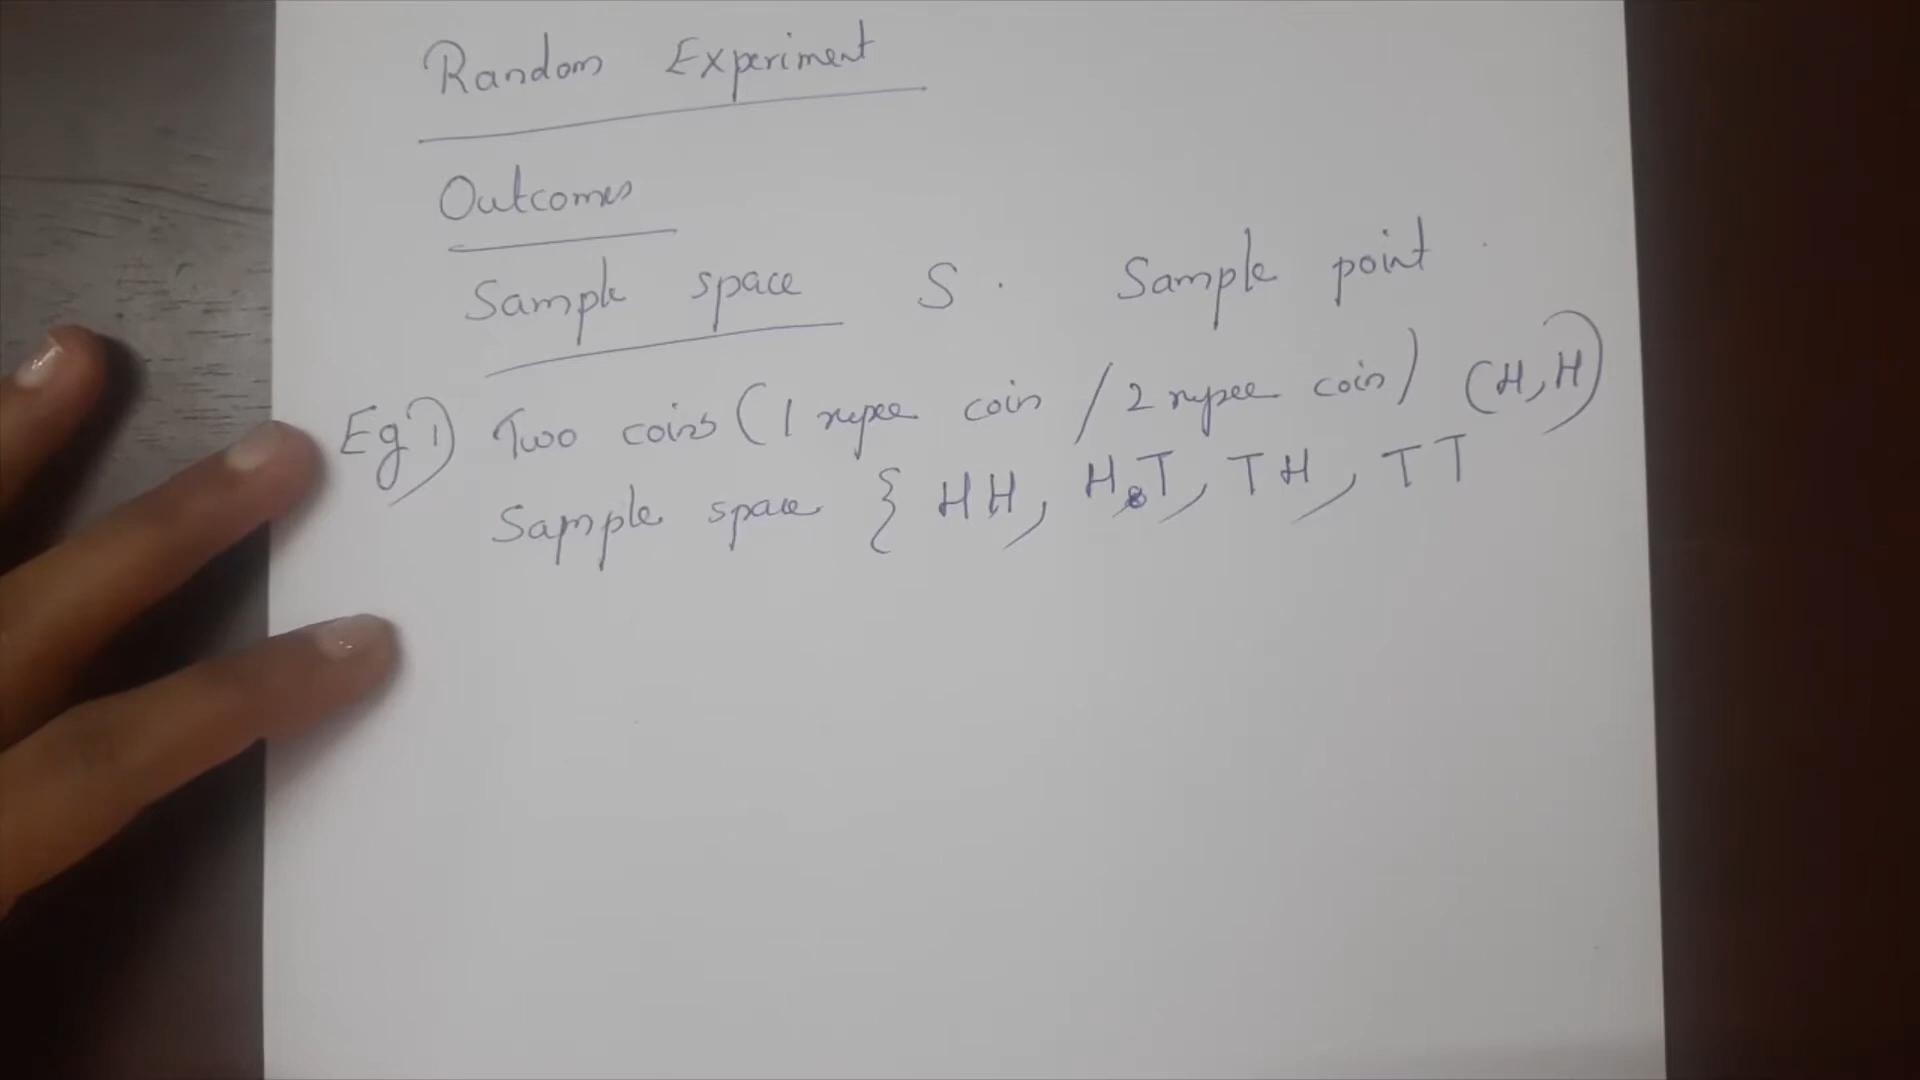 Random Experiment
Outcomes
Sample space S. Sample point.
Eg 1) Two coins (1 rupee coin / 2 rupee coin) (H,H)
Sample space { HH, HT, TH, TT